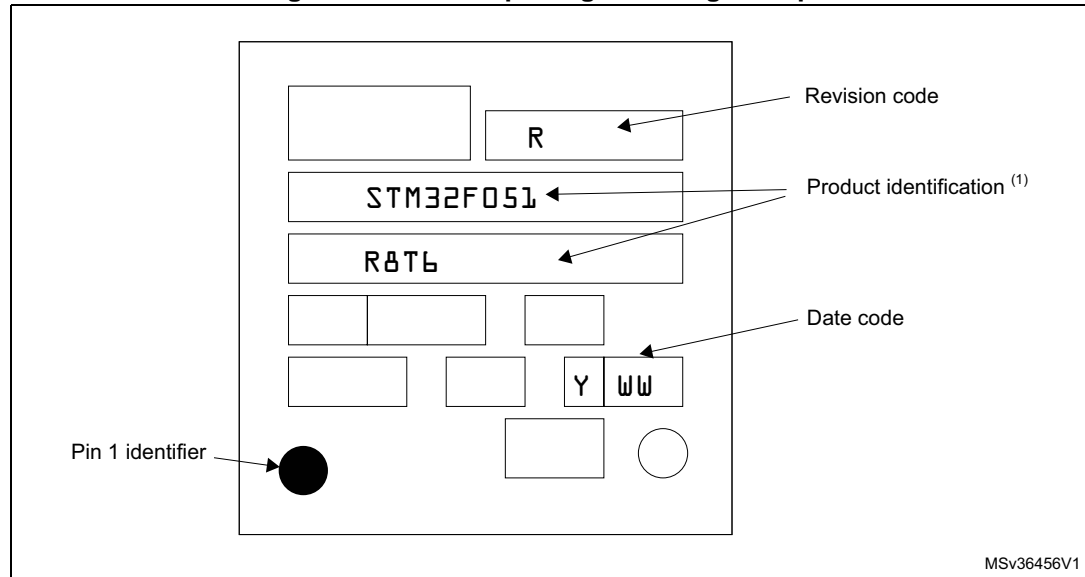 Revision code
R
STM32F051
Product identification (1)
R8T6
Date code
Y WW
Pin 1 identifier
MSv36456V1